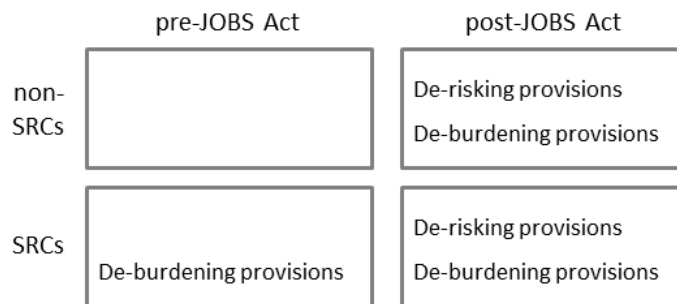 pre-JOBS Act
post-JOBS Act
non-
SRCs
De-risking provisions
De-burdening provisions
SRCs
De-burdening provisions
De-risking provisions
De-burdening provisions